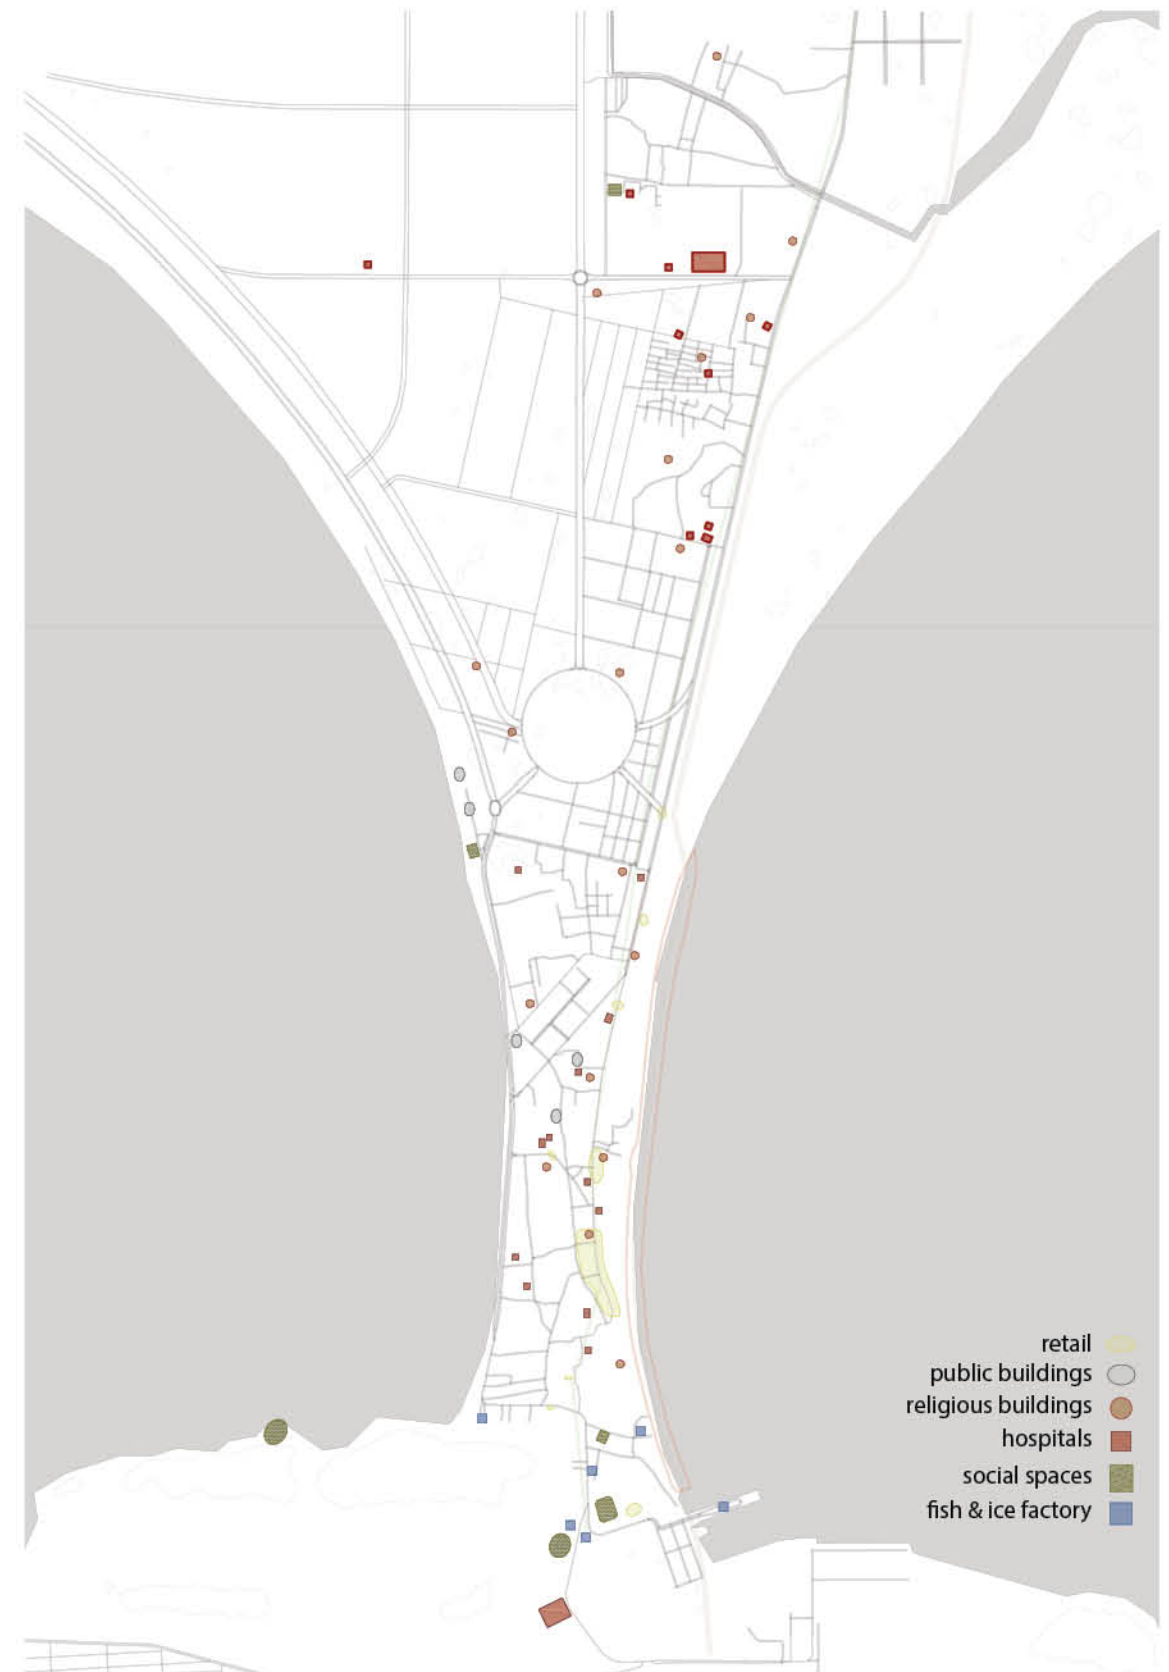 retail
public buildings
religious buildings
hospitals
social spaces
fish & ice factory